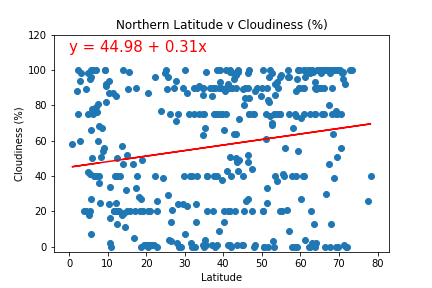 Northern Latitude v Cloudiness (%)
y = 44.98 + 0.31x
120
100
80
60
40
20
0
Cloudiness (%)
0 10 20 30 40 50 60 70 80
Latitude